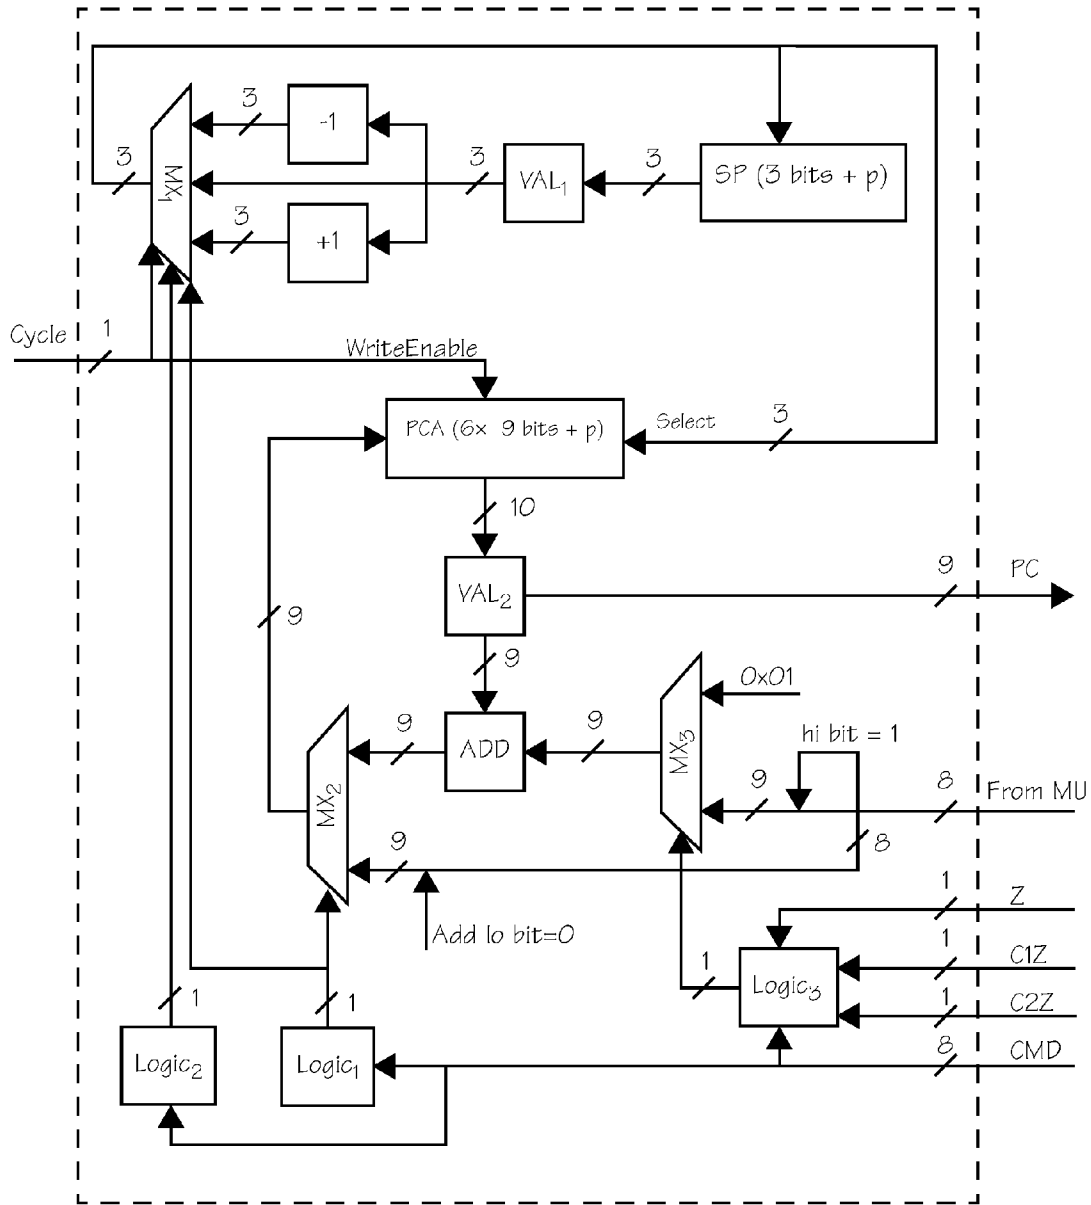 3
-1
3
MX1
3
VAL1
3
SP (3 bits + p)
3
+1
Cycle
1
WriteEnable
PCA (6x 9 bits + p)
Select
3
10
VAL2
9
PC
9
9
0x01
9
ADD
9
MX3
hi bit = 1
MX2
9
8
From MU
9
8
Add lo bit=0
1
Z
1
C1Z
1
Logic3
1
C2Z
1
1
Logic2
Logic1
8
CMD